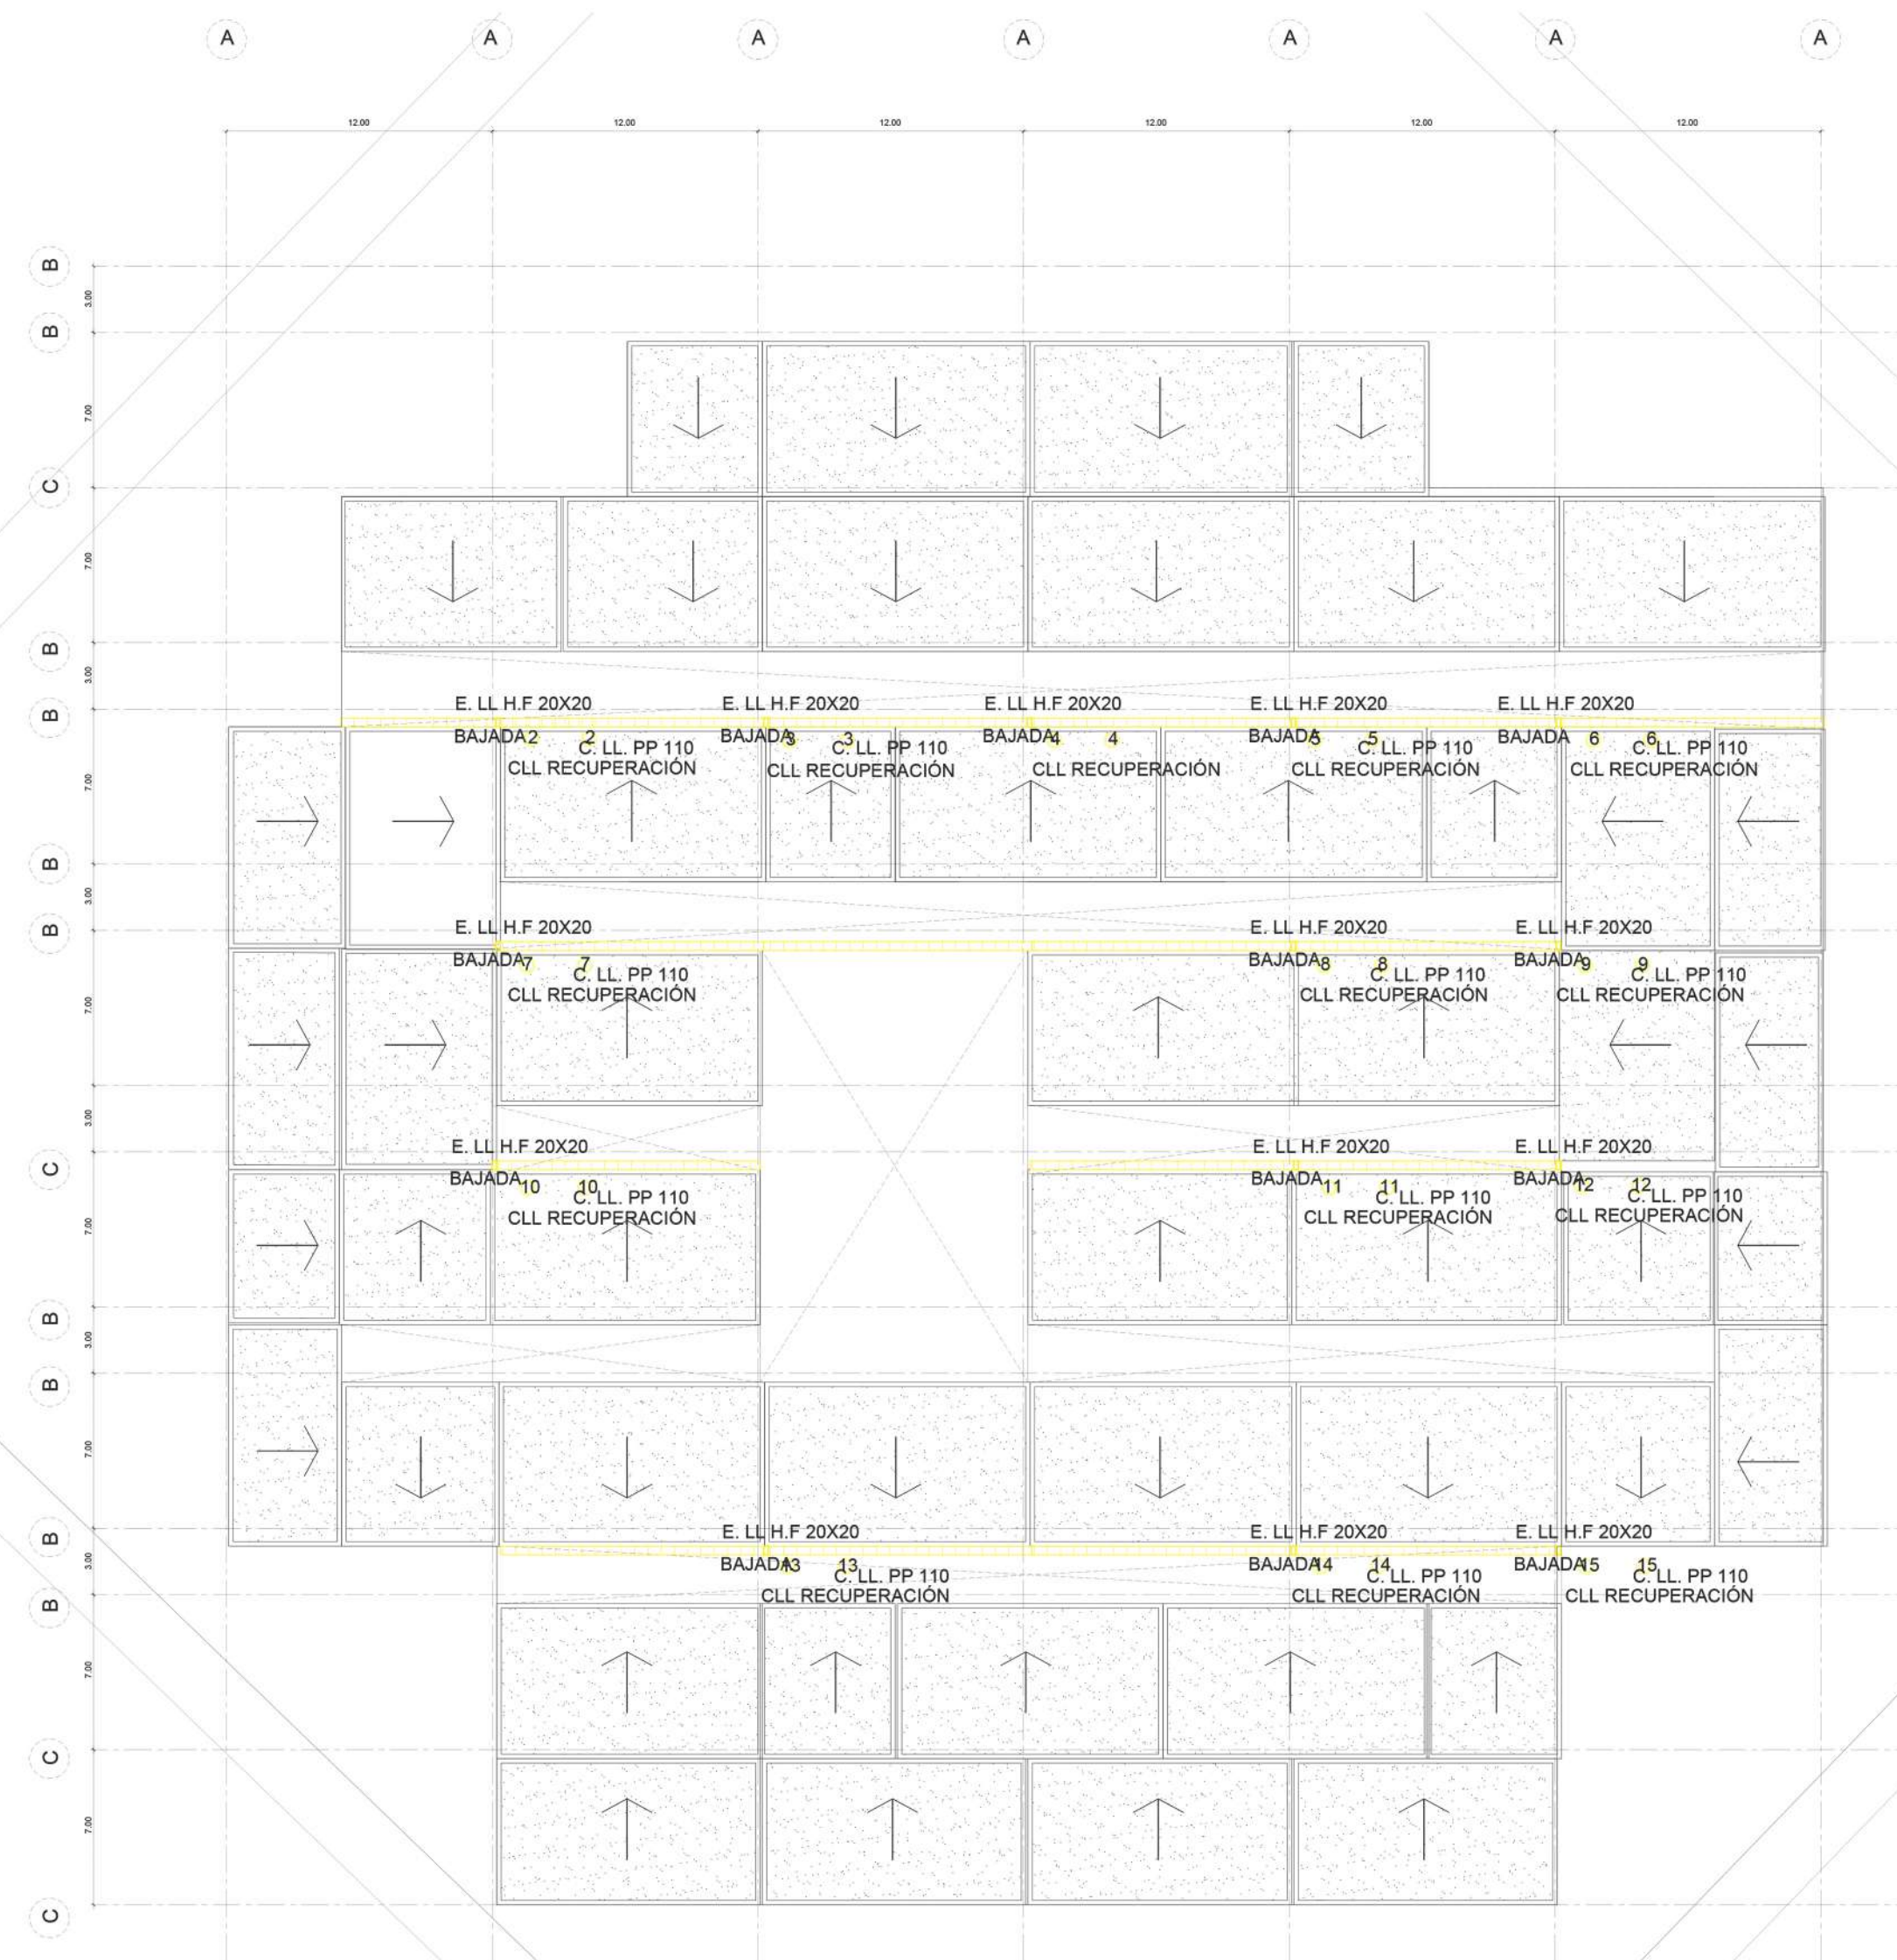 A A A A A A A
12.00 12.00 12.00 12.00 12.00 12.00
B
3.00
B
7.00
C
7.00
B
3.00
B
E. LL H.F 20X20 E. LL H.F 20X20 E. LL H.F 20X20 E. LL H.F 20X20 E. LL H.F 20X20
BAJADA 2 2 BAJADA 3 3 BAJADA 4 4 BAJADA 5 5 BAJADA 6 6
C. LL. PP 110 C. LL. PP 110 C. LL. PP 110 C. LL. PP 110
CLL RECUPERACIÓN CLL RECUPERACIÓN CLL RECUPERACIÓN CLL RECUPERACIÓN CLL RECUPERACIÓN
7.00
B
3.00
E. LL H.F 20X20 E. LL H.F 20X20 E. LL H.F 20X20
B
BAJADA 7 7 BAJADA 8 8 BAJADA 9 9
C. LL. PP 110 C. LL. PP 110 C. LL. PP 110
CLL RECUPERACIÓN CLL RECUPERACIÓN CLL RECUPERACIÓN
7.00
3.00
E. LL H.F 20X20 E. LL H.F 20X20 E. LL H.F 20X20
C
BAJADA 10 10 BAJADA 11 11 BAJADA 12 12
C. LL. PP 110 C. LL. PP 110 C. LL. PP 110
CLL RECUPERACIÓN CLL RECUPERACIÓN CLL RECUPERACIÓN
7.00
B
3.00
B
7.00
E. LL H.F 20X20 E. LL H.F 20X20 E. LL H.F 20X20
B
3.00
BAJADA 13 13 BAJADA 14 14 BAJADA 15 15
C. LL. PP 110 C. LL. PP 110 C. LL. PP 110
CLL RECUPERACIÓN CLL RECUPERACIÓN CLL RECUPERACIÓN
B
7.00
C
7.00
C